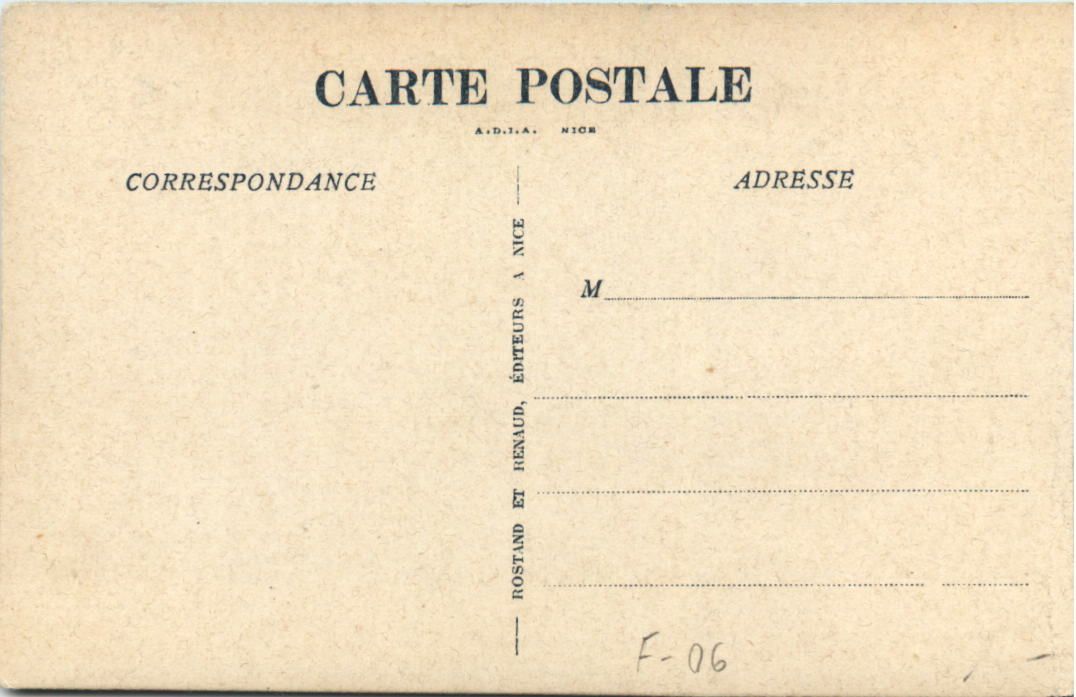 CARTE POSTALE
A.D.I.A. NICE
CORRESPONDANCE
ADRESSE
ROSTAND ET RENAUD, ÉDITEURS A NICE
M
F-06